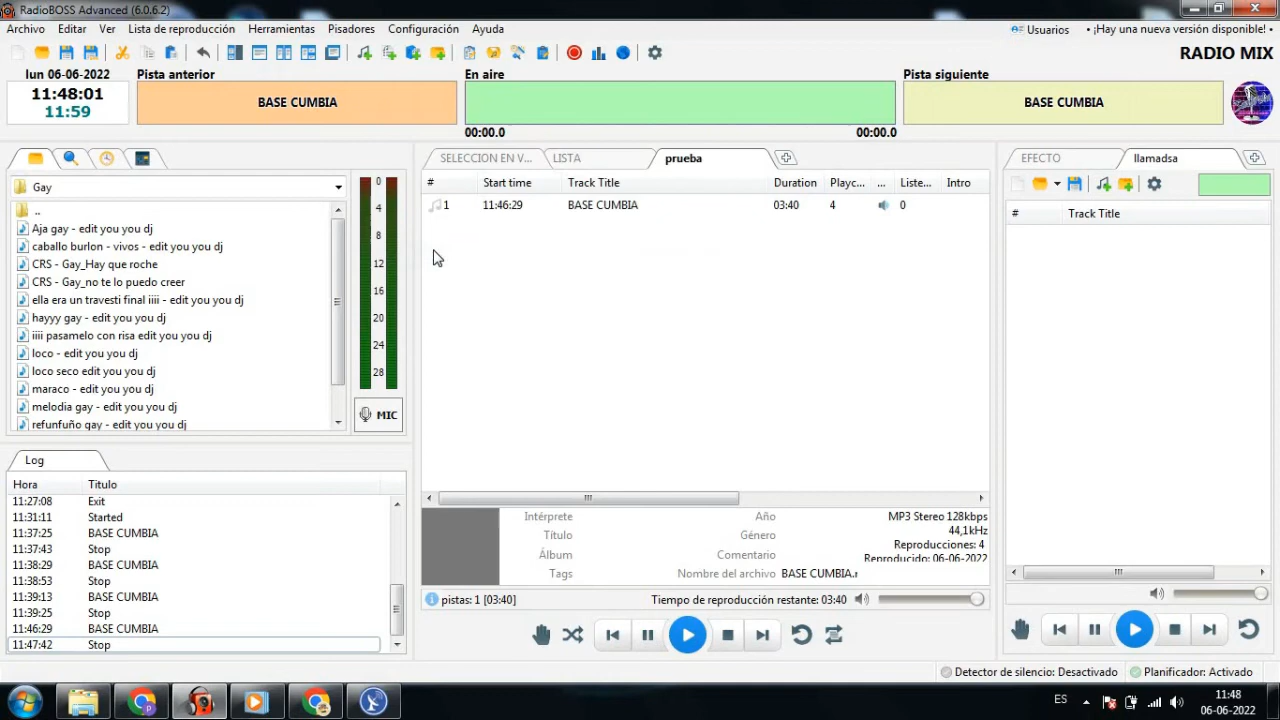 RadioBOSS Advanced (6.0.6.2)
Archivo Editar Ver Lista de reproducción Herramientas Pisadores Configuración Ayuda
Usuarios • ¡Hay una nueva versión disponible!
RADIO MIX
lun 06-06-2022
11:48:01
11:59
Pista anterior
BASE CUMBIA
En aire
00:00.0 00:00.0
Pista siguiente
BASE CUMBIA
Gay
..
Aja gay - edit you you dj
caballo burlon - vivos - edit you you dj
CRS - Gay_Hay que roche
CRS - Gay_no te lo puedo creer
ella era un travesti final iiii - edit you you dj
hayyy gay - edit you you dj
iiii pasamelo con risa edit you you dj
loco - edit you you dj
loco seco edit you you dj
maraco - edit you you dj
melodia gay - edit you you dj
refunfuño gay - edit you you dj
0
4
8
12
16
20
24
28
MIC
Log
Hora Titulo
11:27:08 Exit
11:31:11 Started
11:37:25 BASE CUMBIA
11:37:43 Stop
11:38:29 BASE CUMBIA
11:38:53 Stop
11:39:13 BASE CUMBIA
11:39:25 Stop
11:46:29 BASE CUMBIA
11:47:42 Stop
SELECCION EN V... LISTA prueba
# Start time Track Title Duration Playc... ... Liste... Intro
1 11:46:29 BASE CUMBIA 03:40 4 0
Intérprete Año MP3 Stereo 128kbps
Título Género 44,1kHz
Álbum Comentario Reproducciones: 4
Tags Nombre del archivo BASE CUMBIA.r Reproducido: 06-06-2022
pistas: 1 [03:40] Tiempo de reproducción restante: 03:40
EFECTO llamadsa
# Track Title
Detector de silencio: Desactivado Planificador: Activado
ES
11:48
06-06-2022